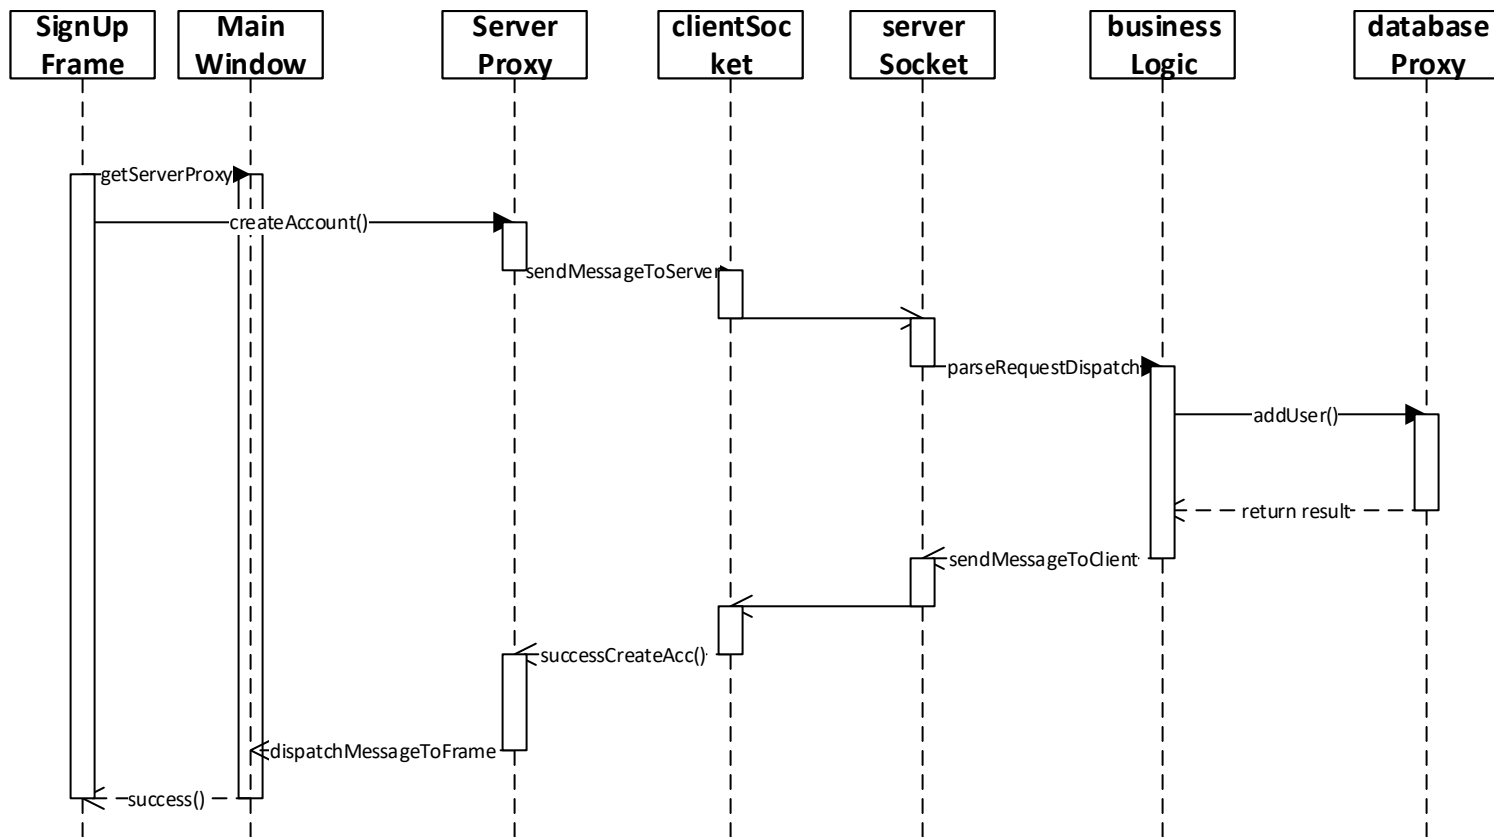 SignUp
Frame
Main
Window
Server
Proxy
clientSoc
ket
server
Socket
business
Logic
database
Proxy
getServerProxy
createAccount()
sendMessageToServer
parseRequestDispatch
addUser()
return result
sendMessageToClient
successCreateAcc()
dispatchMessageToFrame
success()